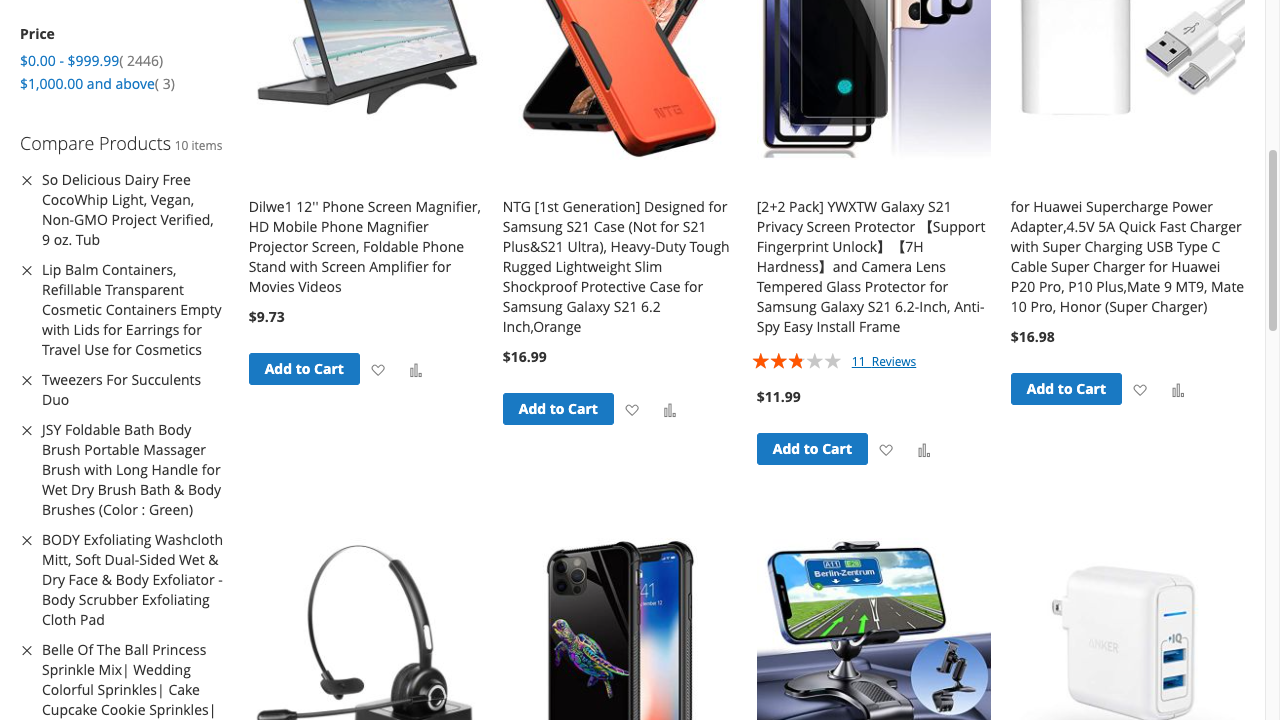 Price
$0.00 - $999.99( 2446)
$1,000.00 and above( 3)
Compare Products 10 items
So Delicious Dairy Free
CocoWhip Light, Vegan,
Non-GMO Project Verified,
9 oz. Tub
Lip Balm Containers,
Refillable Transparent
Cosmetic Containers Empty
with Lids for Earrings for
Travel Use for Cosmetics
Tweezers For Succulents
Duo
JSY Foldable Bath Body
Brush Portable Massager
Brush with Long Handle for
Wet Dry Brush Bath & Body
Brushes (Color : Green)
BODY Exfoliating Washcloth
Mitt, Soft Dual-Sided Wet &
Dry Face & Body Exfoliator -
Body Scrubber Exfoliating
Cloth Pad
Belle Of The Ball Princess
Sprinkle Mix| Wedding
Colorful Sprinkles| Cake
Cupcake Cookie Sprinkles|
Dilwe1 12'' Phone Screen Magnifier,
HD Mobile Phone Magnifier
Projector Screen, Foldable Phone
Stand with Screen Amplifier for
Movies Videos
$9.73
Add to Cart
NTG
NTG [1st Generation] Designed for
Samsung S21 Case (Not for S21
Plus&S21 Ultra), Heavy-Duty Tough
Rugged Lightweight Slim
Shockproof Protective Case for
Samsung Galaxy S21 6.2
Inch,Orange
$16.99
Add to Cart
[2+2 Pack] YWXTW Galaxy S21
Privacy Screen Protector 【Support
Fingerprint Unlock】【7H
Hardness】and Camera Lens
Tempered Glass Protector for
Samsung Galaxy S21 6.2-Inch, Anti-
Spy Easy Install Frame
11 Reviews
$11.99
Add to Cart
for Huawei Supercharge Power
Adapter,4.5V 5A Quick Fast Charger
with Super Charging USB Type C
Cable Super Charger for Huawei
P20 Pro, P10 Plus,Mate 9 MT9, Mate
10 Pro, Honor (Super Charger)
$16.98
Add to Cart
41
A11
Berlin-Zentrum
ANKER
IQ